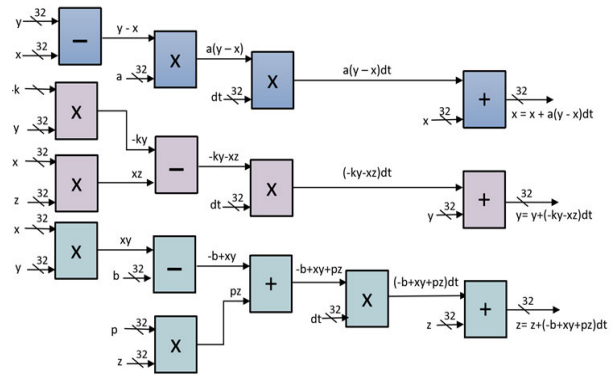 y 32
x 32
−
y - x
a 32
X
a(y – x)
dt 32
X
a(y – x)dt
x 32
+
32
x = x + a(y - x)dt
-k 32
y 32
X
-ky
x 32
z 32
X
xz
−
-ky-xz
dt 32
X
(-ky-xz)dt
y 32
+
32
y= y+(-ky-xz)dt
x 32
y 32
X
xy
b 32
−
-b+xy
p 32
z 32
X
pz
+
-b+xy+pz
dt 32
X
(-b+xy+pz)dt
z 32
+
32
z= z+(-b+xy+pz)dt